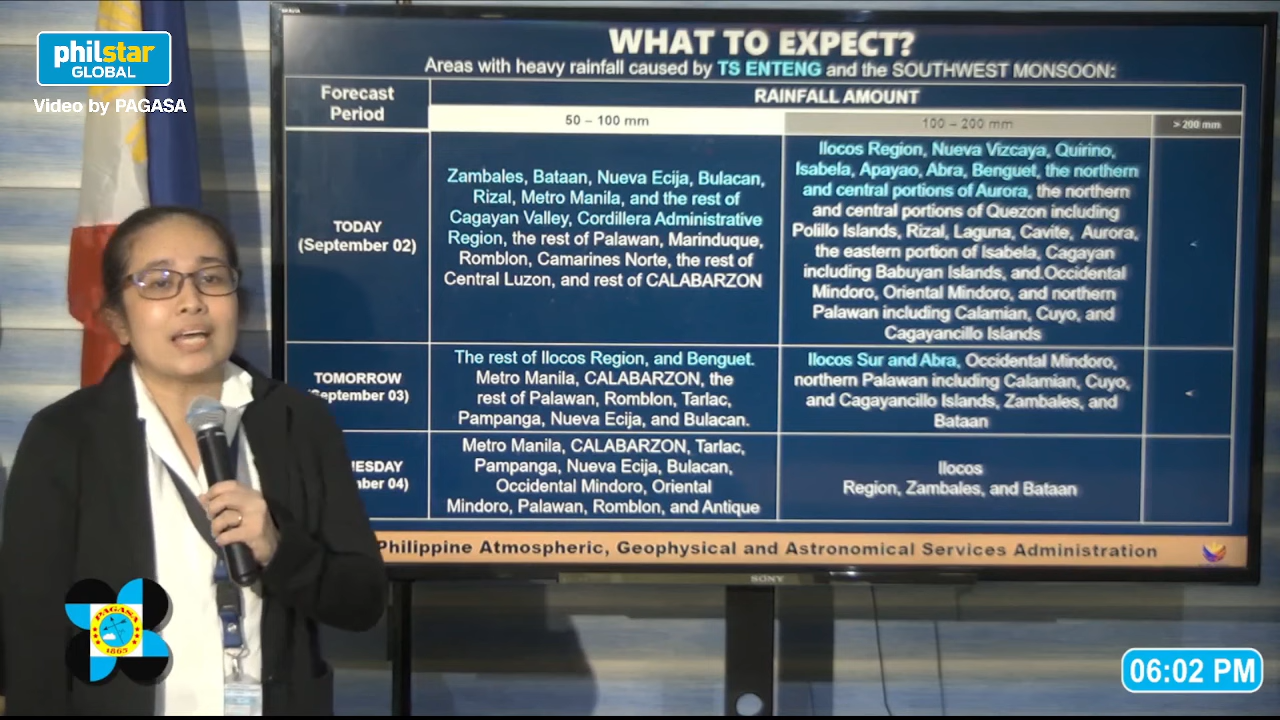 philstar
GLOBAL
Video by PAGASA
WHAT TO EXPECT?
Areas with heavy rainfall caused by TS ENTENG and the SOUTHWEST MONSOON:
Forecast
Period
RAINFALL AMOUNT
50 – 100 mm
100 – 200 mm
> 200 mm
TODAY
(September 02)
Zambales, Bataan, Nueva Ecija, Bulacan,
Rizal, Metro Manila, and the rest of
Cagayan Valley, Cordillera Administrative
Region, the rest of Palawan, Marinduque,
Romblon, Camarines Norte, the rest of
Central Luzon, and rest of CALABARZON
Ilocos Region, Nueva Vizcaya, Quirino,
Isabela, Apayao, Abra, Benguet, the northern
and central portions of Aurora, the northern
and central portions of Quezon including
Polillo Islands, Rizal, Laguna, Cavite, Aurora,
the eastern portion of Isabela, Cagayan
including Babuyan Islands, and.Occidental
Mindoro, Oriental Mindoro, and northern
Palawan including Calamian, Cuyo, and
Cagayancillo Islands
TOMORROW
September 03)
The rest of Ilocos Region, and Benguet.
Metro Manila, CALABARZON, the
rest of Palawan, Romblon, Tarlac,
Pampanga, Nueva Ecija, and Bulacan.
Ilocos Sur and Abra, Occidental Mindoro,
northern Palawan including Calamian, Cuyo,
and Cagayancillo Islands, Zambales, and
Bataan
NESDAY
mber 04)
Metro Manila, CALABARZON, Tarlac,
Pampanga, Nueva Ecija, Bulacan,
Occidental Mindoro, Oriental
Mindoro, Palawan, Romblon, and Antique
Ilocos
Region, Zambales, and Bataan
Philippine Atmospheric, Geophysical and Astronomical Services Administration
SONY
PAGASA
1865
06:02 PM